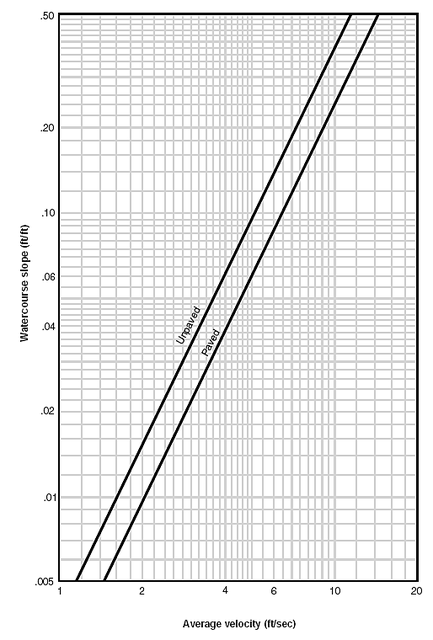 .50
.20
.10
.06
.04
.02
.01
.005
Watercourse slope (ft/ft)
Unpaved
Paved
1 2 4 6 10 20
Average velocity (ft/sec)